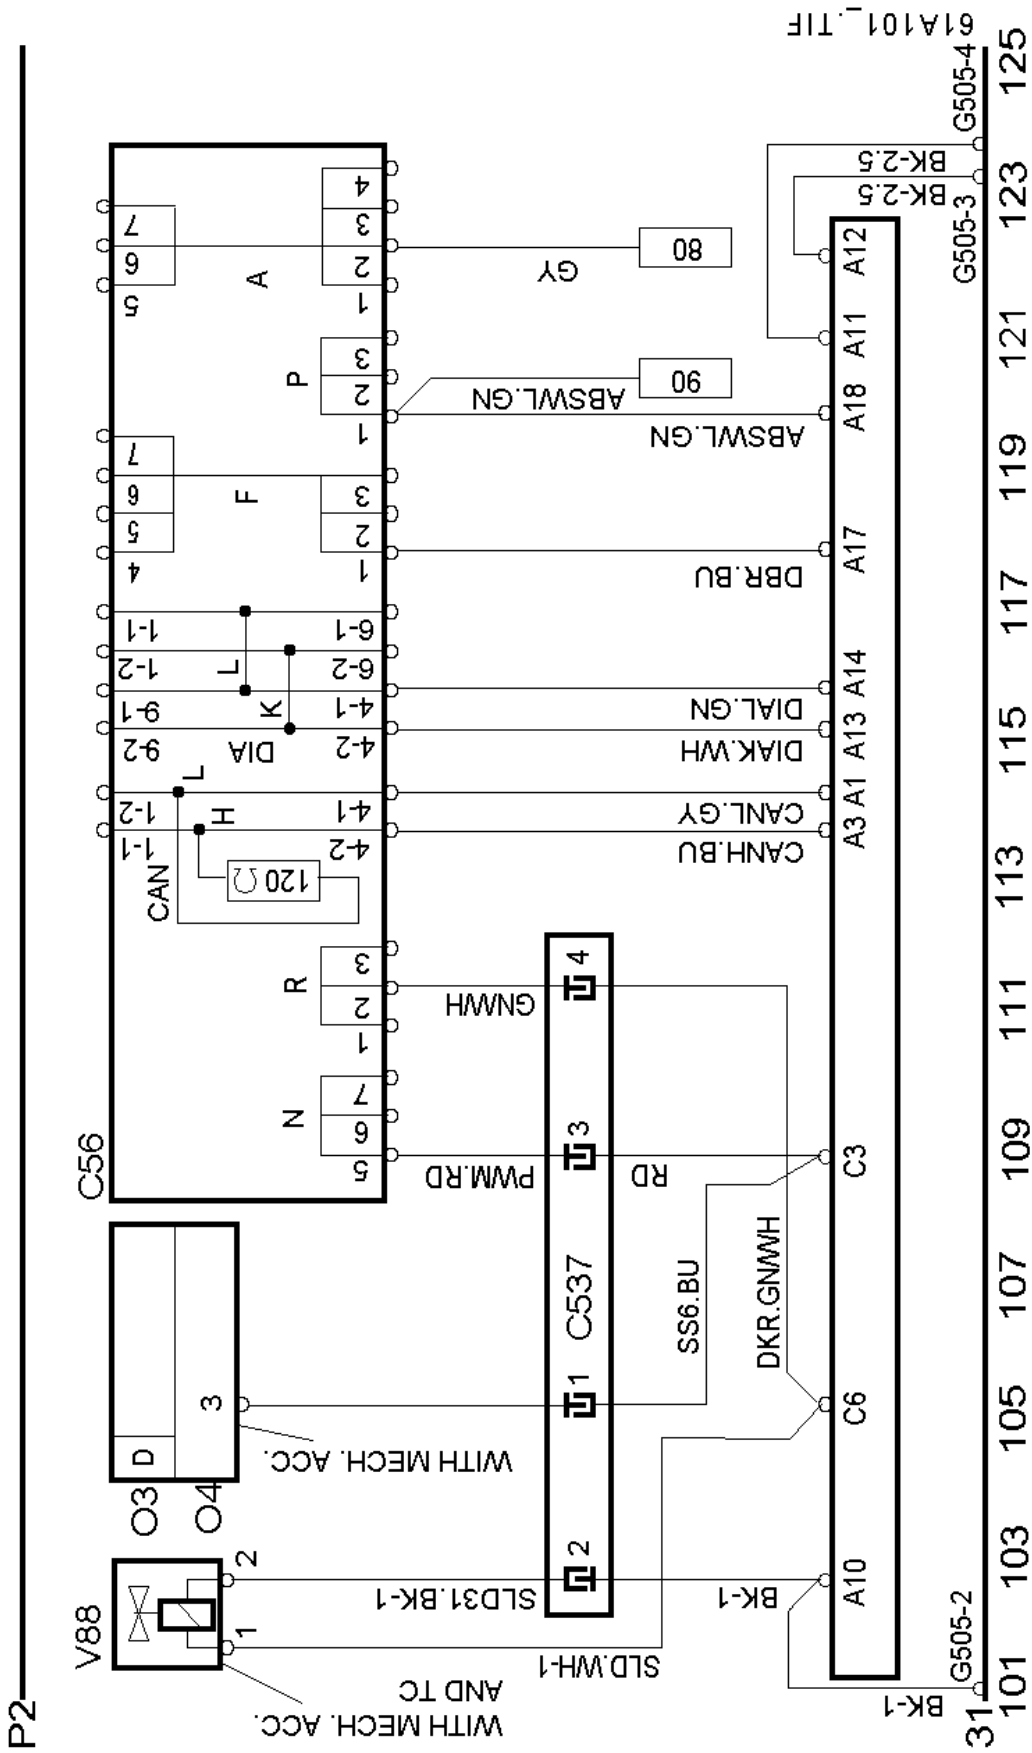 P2
V88
1
2
WITH MECH. ACC.
AND TC
O3
O4
D
3
WITH MECH. ACC.
C56
N
5
6
7
R
1
2
3
CAN
1-1
1-2
H
L
120 Ω
4-2
4-1
DIA
9-2
9-1
1-2
1-1
K
L
4-2
4-1
6-2
6-1
F
4
5
6
7
1
2
3
P
1
2
3
A
5
6
7
1
2
3
4
SLD31.BK-1
SLD.WH-1
PWM.RD
GN/WH
CANH.BU
CANL.GY
DIAK.WH
DIAL.GN
DBR.BU
ABSWL.GN
ABSWL.GN
90
GY
80
C537
2
1
3
4
BK-1
RD
SS6.BU
DKR.GN/WH
A10
C6
C3
A3
A1
A13
A14
A17
A18
A11
A12
BK-1
BK-2.5
BK-2.5
G505-2
G505-3
G505-4
31
101
103
105
107
109
111
113
115
117
119
121
123
125
61A101_.TIF